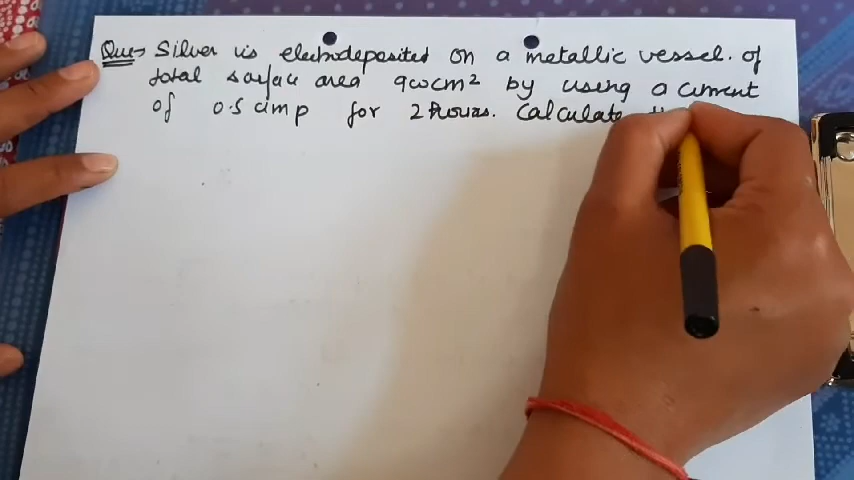 Que→ Silver is electrodeposited on a metallic vessel. of
total surface area 900cm² by using a current
of 0.5 amp for 2 hours. Calculate